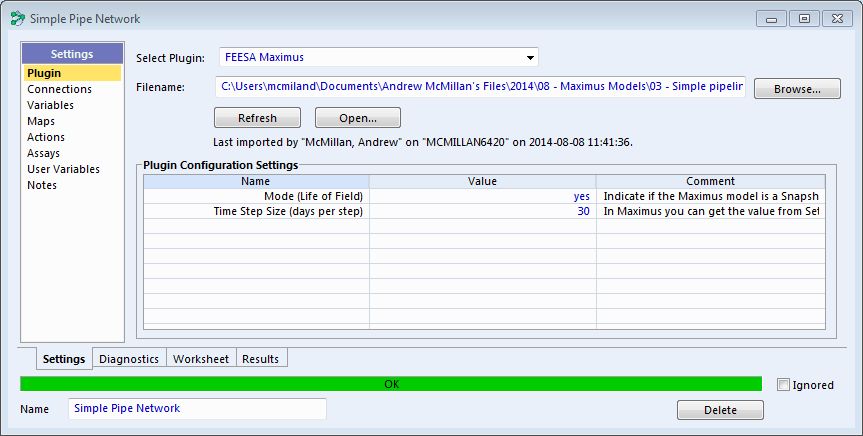 Simple Pipe Network
Settings
Plugin
Connections
Variables
Maps
Actions
Assays
User Variables
Notes
Select Plugin: FEESA Maximus
Filename: C:\Users\mcmiland\Documents\Andrew McMillan's Files\2014\08 - Maximus Models\03 - Simple pipelin Browse...
Refresh Open...
Last imported by "McMillan, Andrew" on "MCMILLAN6420" on 2014-08-08 11:41:36.
Plugin Configuration Settings
Name Value Comment
Mode (Life of Field) yes Indicate if the Maximus model is a Snapsh
Time Step Size (days per step) 30 In Maximus you can get the value from Set
Settings Diagnostics Worksheet Results
OK
Ignored
Name Simple Pipe Network Delete